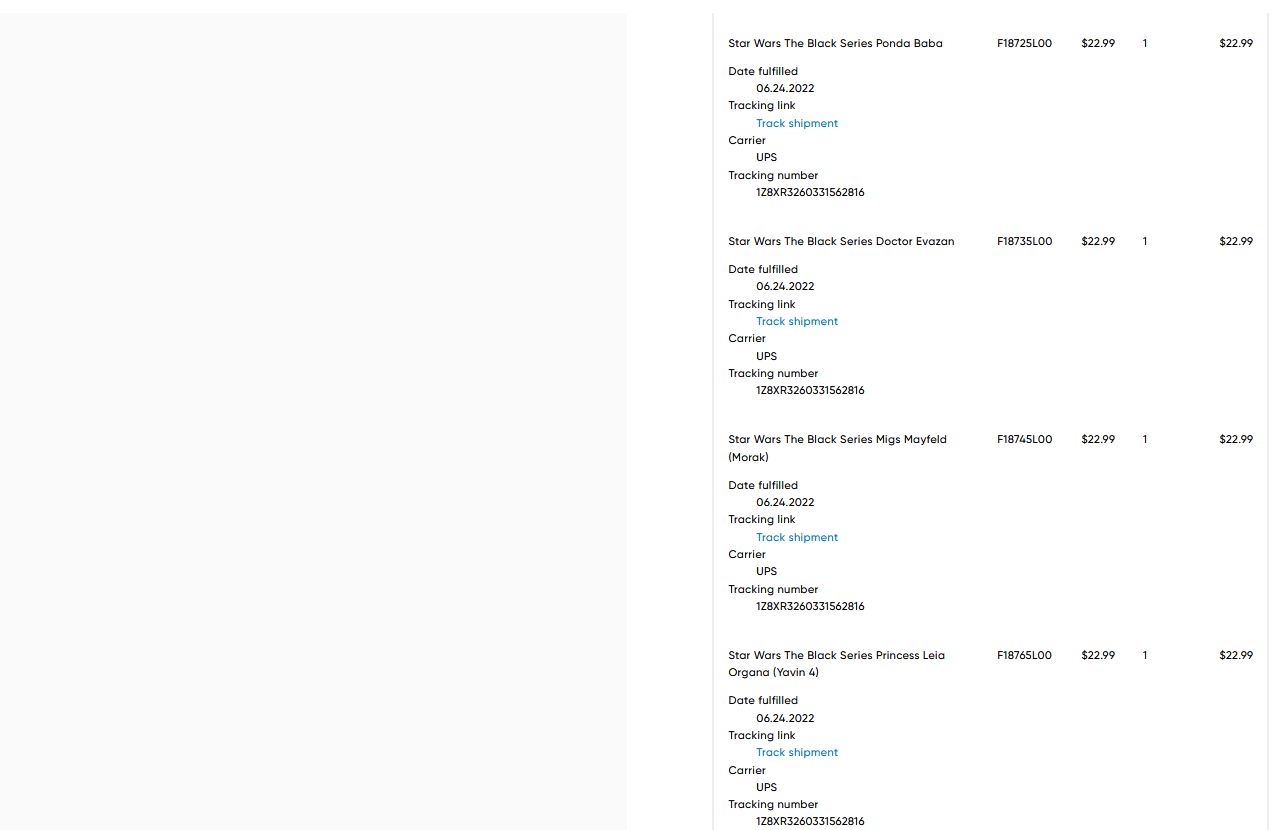 Star Wars The Black Series Ponda Baba F18725L00 $22.99 1 $22.99
Date fulfilled
06.24.2022
Tracking link
Track shipment
Carrier
UPS
Tracking number
1Z8XR3260331562816
Star Wars The Black Series Doctor Evazan F18735L00 $22.99 1 $22.99
Date fulfilled
06.24.2022
Tracking link
Track shipment
Carrier
UPS
Tracking number
1Z8XR3260331562816
Star Wars The Black Series Migs Mayfeld F18745L00 $22.99 1 $22.99
(Morak)
Date fulfilled
06.24.2022
Tracking link
Track shipment
Carrier
UPS
Tracking number
1Z8XR3260331562816
Star Wars The Black Series Princess Leia F18765L00 $22.99 1 $22.99
Organa (Yavin 4)
Date fulfilled
06.24.2022
Tracking link
Track shipment
Carrier
UPS
Tracking number
1Z8XR3260331562816